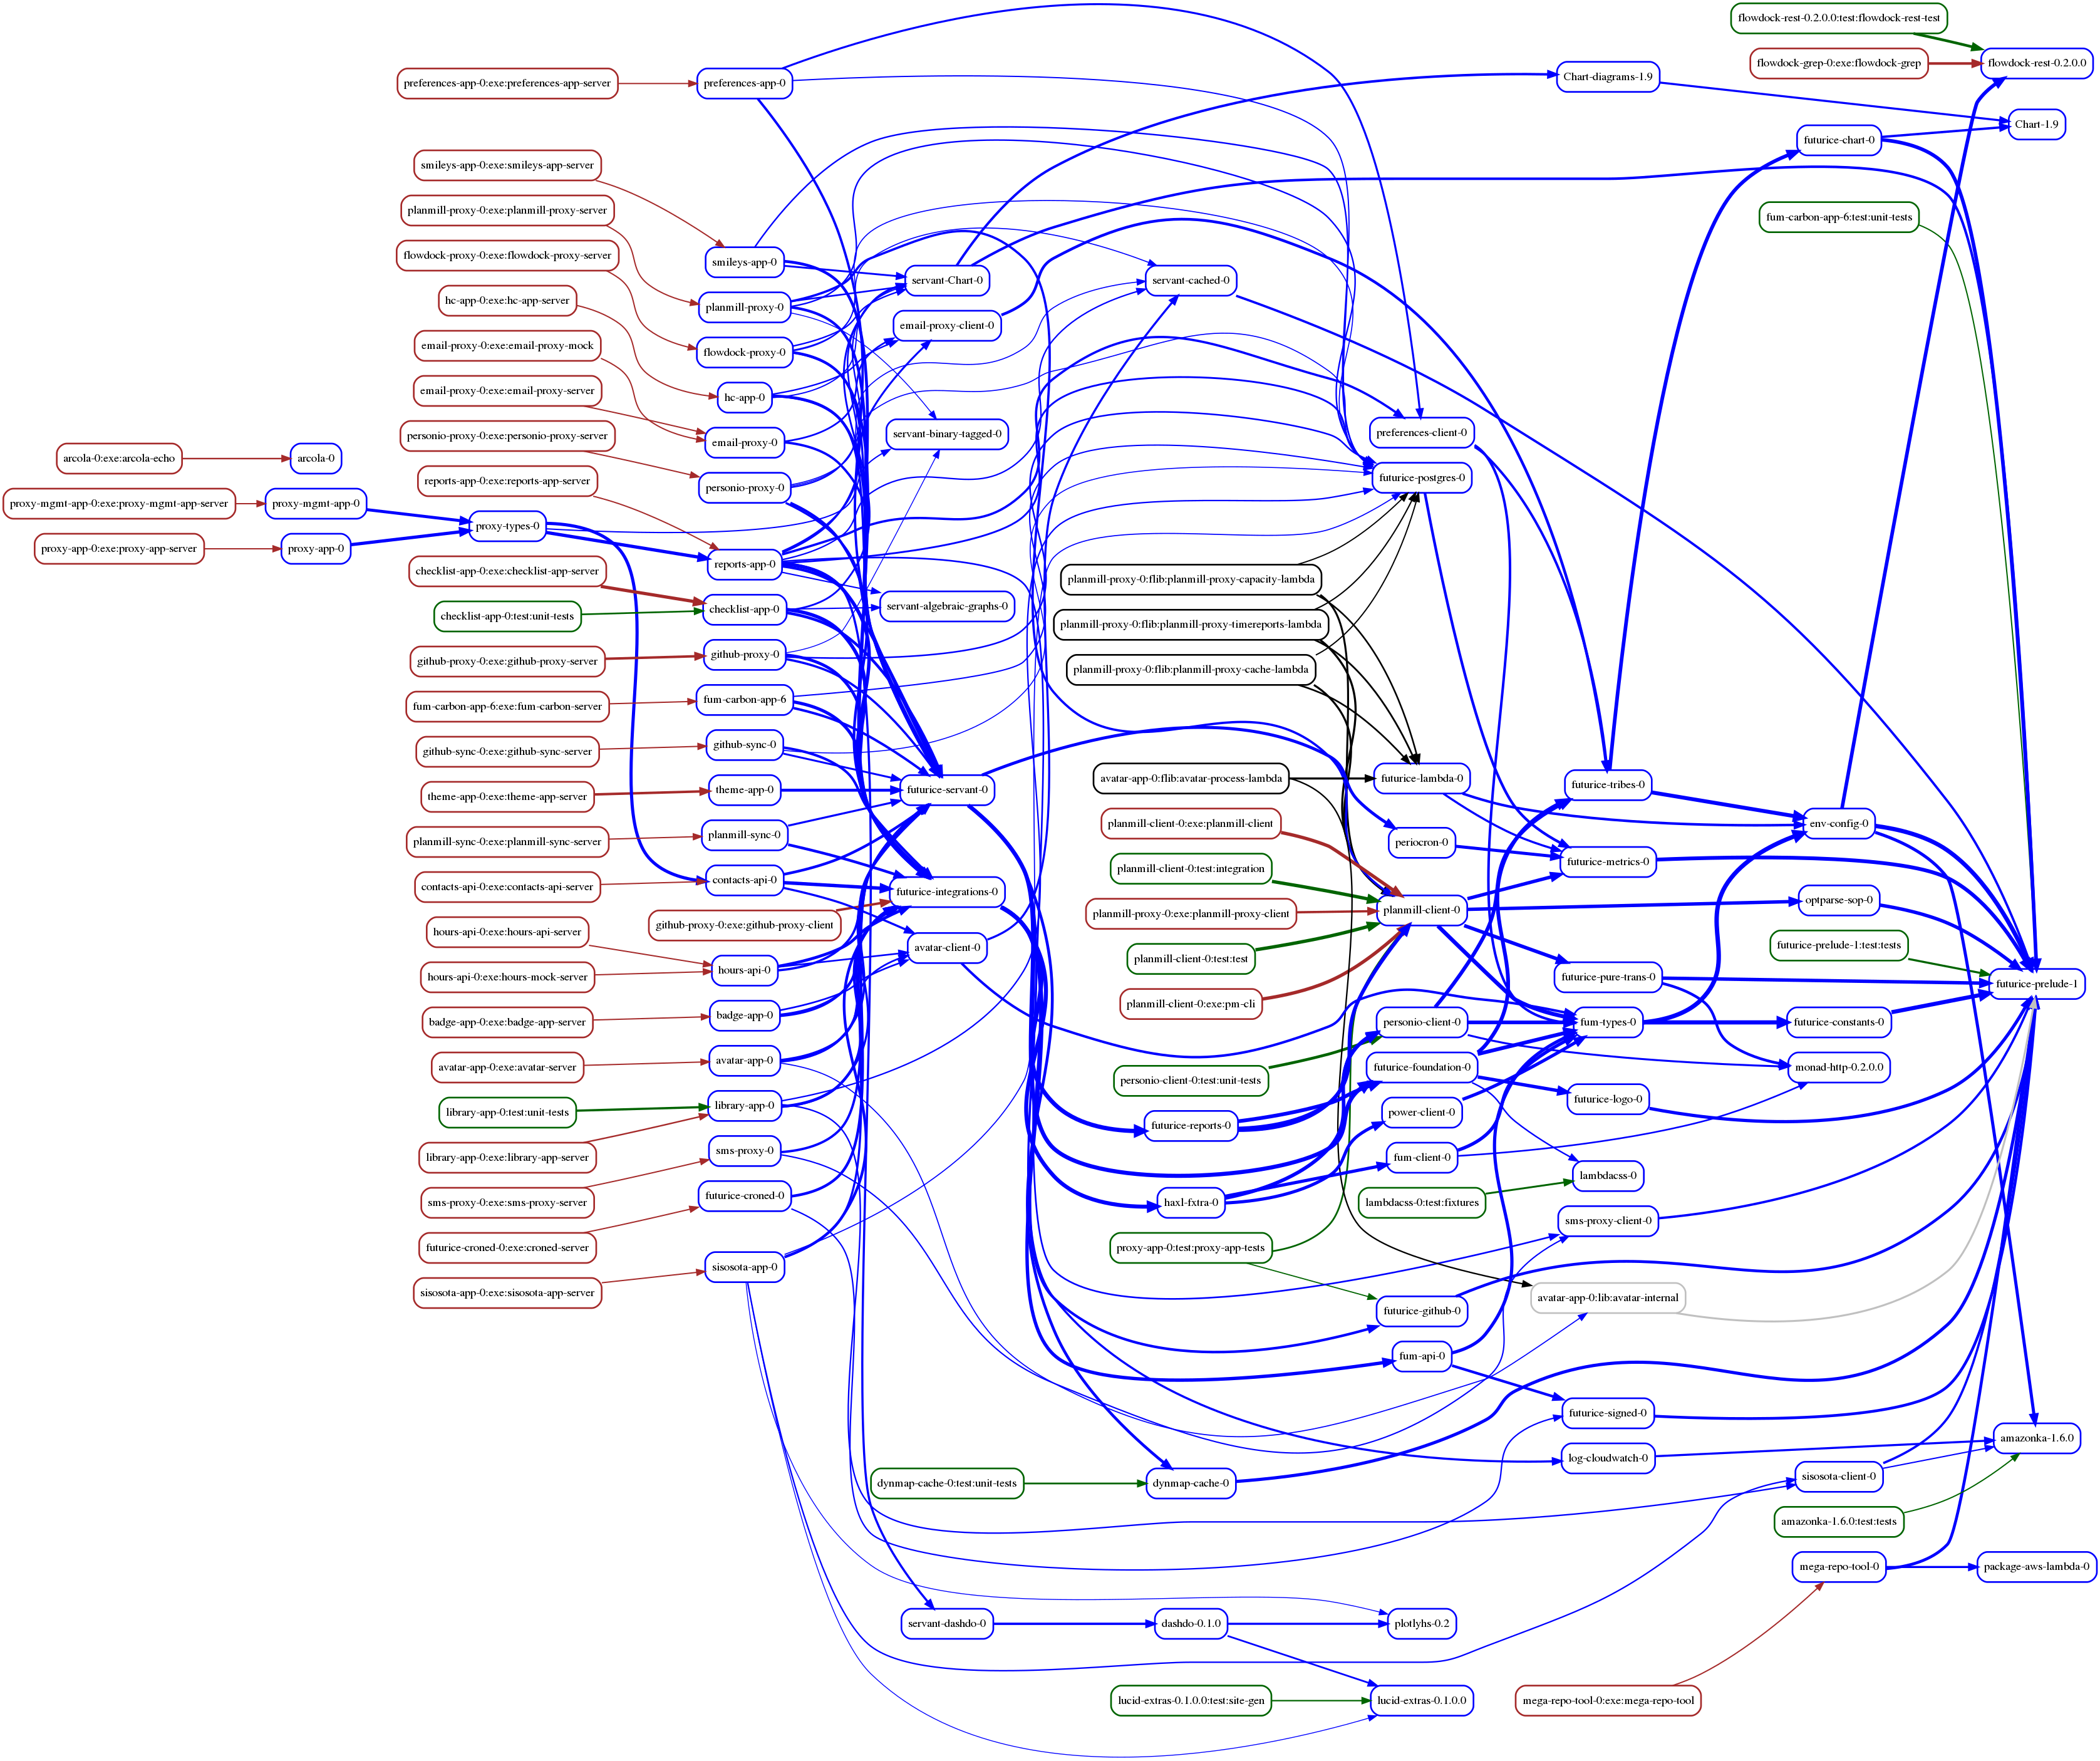 flowdock-rest-0.2.0.0:test:flowdock-rest-test
flowdock-grep-0:exe:flowdock-grep
flowdock-rest-0.2.0.0
preferences-app-0:exe:preferences-app-server
preferences-app-0
Chart-diagrams-1.9
Chart-1.9
futurice-chart-0
smileys-app-0:exe:smileys-app-server
planmill-proxy-0:exe:planmill-proxy-server
fum-carbon-app-6:test:unit-tests
flowdock-proxy-0:exe:flowdock-proxy-server
smileys-app-0
servant-Chart-0
servant-cached-0
hc-app-0:exe:hc-app-server
planmill-proxy-0
email-proxy-client-0
email-proxy-0:exe:email-proxy-mock
flowdock-proxy-0
email-proxy-0:exe:email-proxy-server
hc-app-0
personio-proxy-0:exe:personio-proxy-server
email-proxy-0
servant-binary-tagged-0
preferences-client-0
arcola-0:exe:arcola-echo
arcola-0
reports-app-0:exe:reports-app-server
personio-proxy-0
futurice-postgres-0
proxy-mgmt-app-0:exe:proxy-mgmt-app-server
proxy-mgmt-app-0
proxy-types-0
proxy-app-0:exe:proxy-app-server
proxy-app-0
checklist-app-0:exe:checklist-app-server
reports-app-0
planmill-proxy-0:flib:planmill-proxy-capacity-lambda
checklist-app-0:test:unit-tests
checklist-app-0
servant-algebraic-graphs-0
planmill-proxy-0:flib:planmill-proxy-timereports-lambda
github-proxy-0:exe:github-proxy-server
github-proxy-0
planmill-proxy-0:flib:planmill-proxy-cache-lambda
fum-carbon-app-6:exe:fum-carbon-server
fum-carbon-app-6
github-sync-0:exe:github-sync-server
github-sync-0
theme-app-0:exe:theme-app-server
theme-app-0
futurice-servant-0
avatar-app-0:flib:avatar-process-lambda
futurice-lambda-0
futurice-tribes-0
planmill-sync-0:exe:planmill-sync-server
planmill-sync-0
planmill-client-0:exe:planmill-client
periocron-0
futurice-metrics-0
env-config-0
contacts-api-0:exe:contacts-api-server
contacts-api-0
futurice-integrations-0
planmill-client-0:test:integration
planmill-client-0
optparse-sop-0
github-proxy-0:exe:github-proxy-client
planmill-proxy-0:exe:planmill-proxy-client
hours-api-0:exe:hours-api-server
avatar-client-0
planmill-client-0:test:test
futurice-prelude-1:test:tests
hours-api-0:exe:hours-mock-server
hours-api-0
planmill-client-0:exe:pm-cli
futurice-pure-trans-0
futurice-prelude-1
badge-app-0:exe:badge-app-server
badge-app-0
personio-client-0
fum-types-0
futurice-constants-0
avatar-app-0:exe:avatar-server
avatar-app-0
personio-client-0:test:unit-tests
futurice-foundation-0
monad-http-0.2.0.0
library-app-0:test:unit-tests
library-app-0
futurice-reports-0
power-client-0
futurice-logo-0
library-app-0:exe:library-app-server
sms-proxy-0
fum-client-0
lambdacss-0
sms-proxy-0:exe:sms-proxy-server
futurice-croned-0
haxl-fxtra-0
lambdacss-0:test:fixtures
sms-proxy-client-0
futurice-croned-0:exe:croned-server
sisosota-app-0
proxy-app-0:test:proxy-app-tests
sisosota-app-0:exe:sisosota-app-server
futurice-github-0
avatar-app-0:lib:avatar-internal
fum-api-0
futurice-signed-0
amazonka-1.6.0
log-cloudwatch-0
dynmap-cache-0:test:unit-tests
dynmap-cache-0
sisosota-client-0
amazonka-1.6.0:test:tests
mega-repo-tool-0
package-aws-lambda-0
servant-dashdo-0
dashdo-0.1.0
plotlyhs-0.2
lucid-extras-0.1.0.0:test:site-gen
lucid-extras-0.1.0.0
mega-repo-tool-0:exe:mega-repo-tool